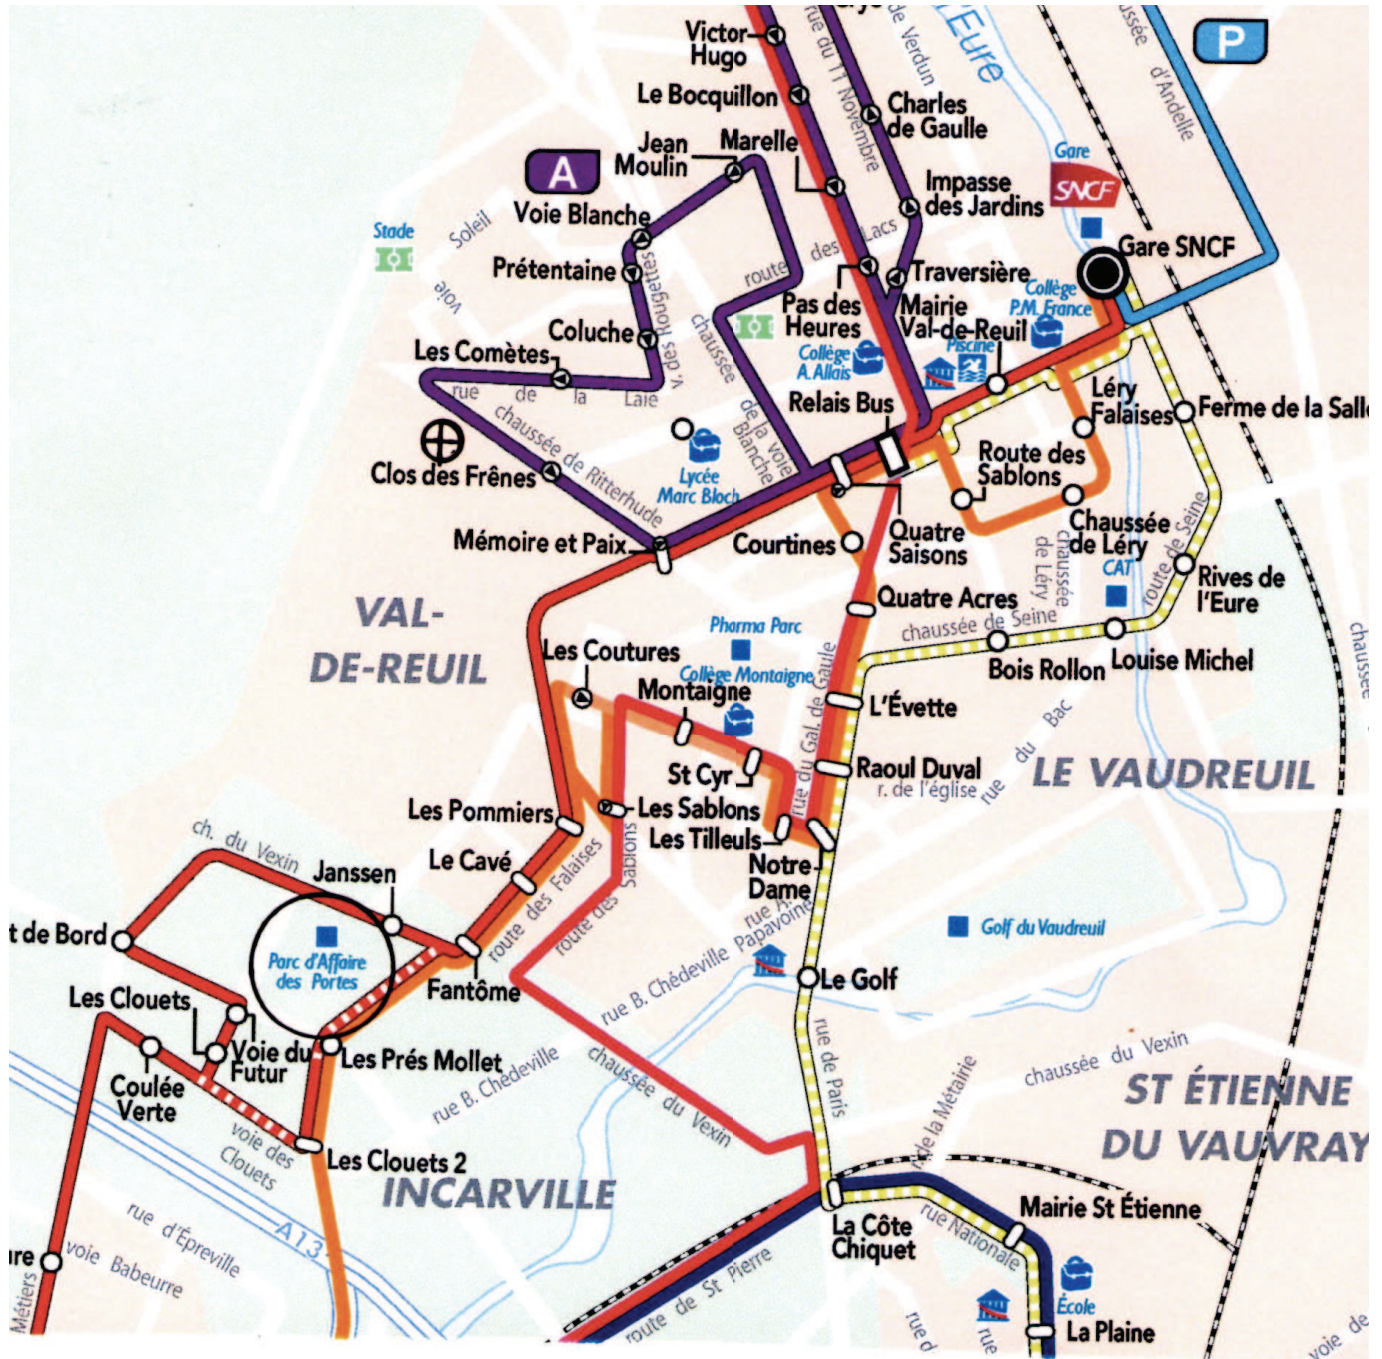 Victor
Hugo
Le Bocquillon
rue du 11 Novembre
de Verdun
l'Eure
d'Andelle
P
Charles
de Gaulle
Jean
Moulin
Marelle
A
Gare
SNCF
Impasse
des Jardins
Voie Blanche
Gare SNCF
Stade
voie
Soleil
Prétentaine
v. des Rougettes
route des Lacs
Traversière
Pas des
Heures
Mairie
Val-de-Reuil
Collège
P.M. France
Coluche
Les Comètes
rue de la Laie
chaussée de la voie
Blanche
Collège
A. Allais
Piscine
Relais Bus
Léry
Falaises
Ferme de la Salle
chaussée de Ritterhude
Clos des Frênes
Lycée
Marc Bloch
Route des
Sablons
Mémoire et Paix
Courtines
Quatre
Saisons
Chaussée
de Léry
chaussée
de Léry
CAT
route de Seine
Rives de
l'Eure
VAL-
DE-REUIL
Quatre Acres
chaussée de Seine
Bois Rollon
Louise Michel
Pharma Parc
Collège Montaigne
Les Coutures
Montaigne
rue du Gal. de Gaule
L'Évette
rue du Bac
chaussée
St Cyr
Raoul Duval
r. de l'église
LE VAUDREUIL
Les Pommiers
Les Sablons
Les Tilleuls
Notre
Dame
ch. du Vexin
Janssen
Le Cavé
route des Falaises
route des Sablons
t de Bord
Parc d'Affaire
des Portes
Fantôme
rue B. Chédeville Papavoine
Golf du Vaudreuil
Le Golf
Les Clouets
Voie du
Futur
Les Prés Mollet
Coulée
Verte
rue B. Chédeville
chaussée du Vexin
rue de Paris
r. de la Métairie
chaussée du Vexin
ST ÉTIENNE
DU VAUVRAY
voie des
Clouets
Les Clouets 2
INCARVILLE
A13
rue d'Épreville
voie Babeurre
Métiers
La Côte
Chiquet
rue Nationale
Mairie St Étienne
route de St Pierre
École
rue
rue d
La Plaine
voie de